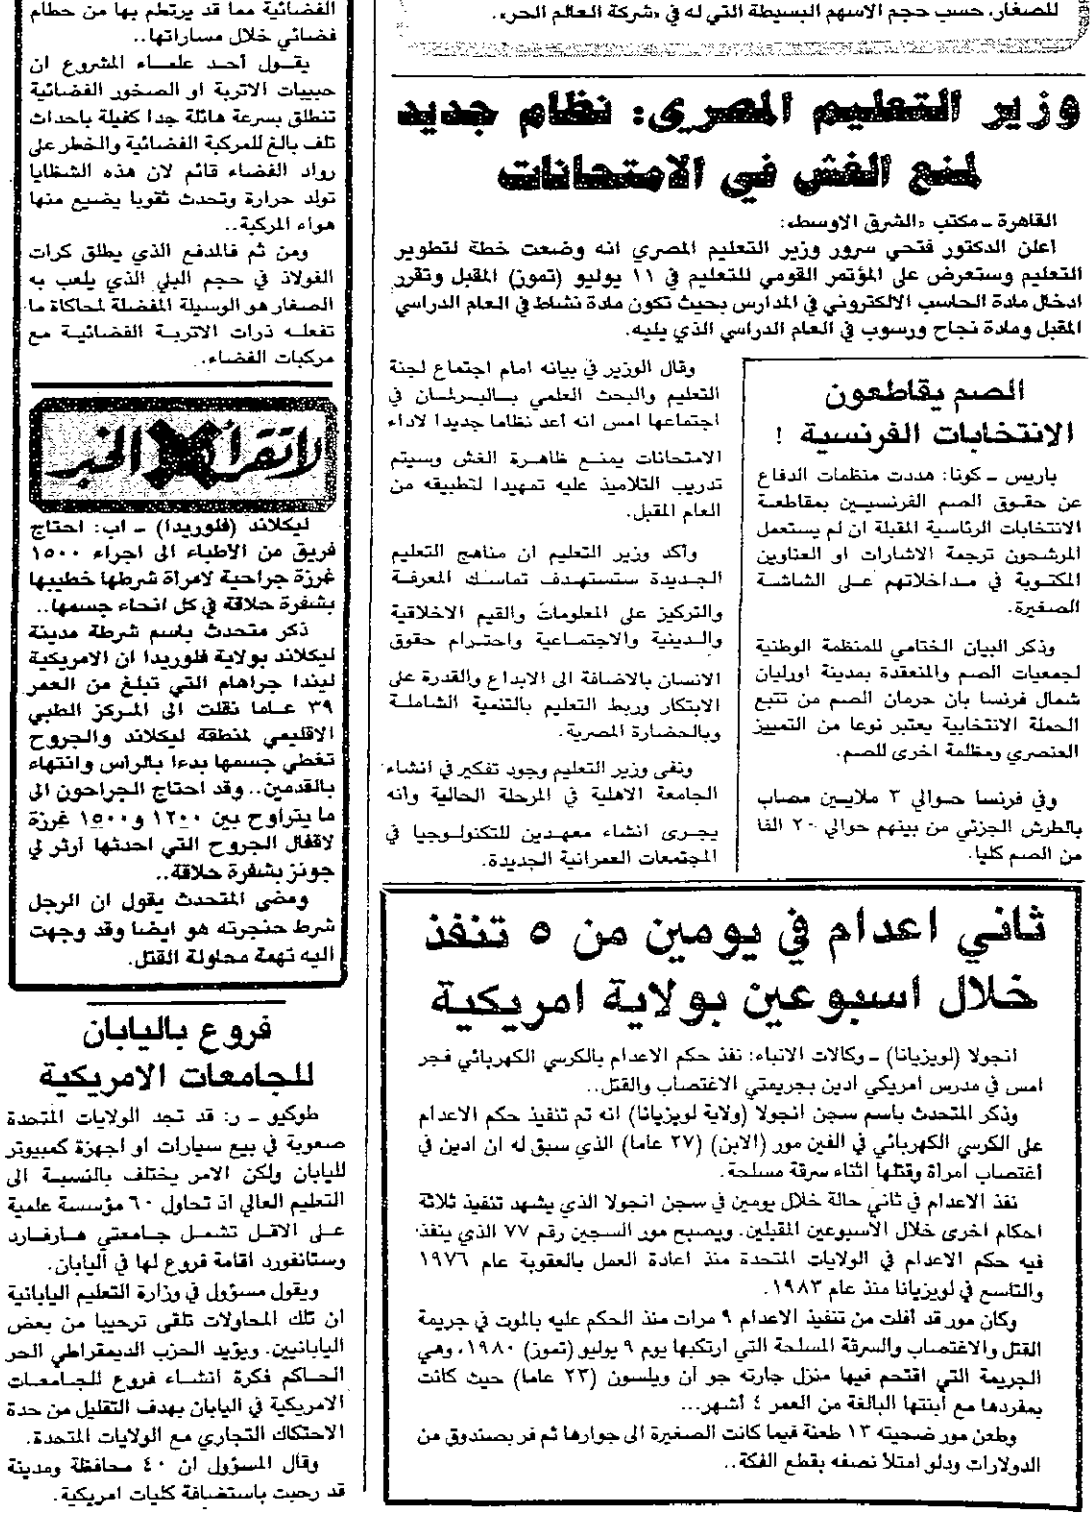 للصغار، حسب حجم الاسهم البسيطة التي له في «شركة العالم الحر».
وزير التعليم المصري: نظام جديد
لمنع الغش في الامتحانات
القاهرة ـ مكتب «الشرق الاوسط»:
اعلن الدكتور فتحي سرور وزير التعليم المصري انه وضعت خطة لتطوير
التعليم وستعرض على المؤتمر القومي للتعليم في ١١ يوليو (تموز) المقبل وتقرر
ادخال مادة الحاسب الالكتروني في المدارس بحيث تكون مادة نشاط في العام الدراسي
المقبل ومادة نجاح ورسوب في العام الدراسي الذي يليه.
وقال الوزير في بيانه امام اجتماع لجنة
التعليم والبحث العلمي بالبرلمان في
اجتماعها امس انه أعد نظاما جديدا لاداء
الامتحانات يمنع ظاهرة الغش وسيتم
تدريب التلاميذ عليه تمهيدا لتطبيقه من
العام المقبل.
وأكد وزير التعليم ان مناهج التعليم
الجديدة ستستهدف تماسك المعرفة
والتركيز على المعلومات والقيم الاخلاقية
والدينية والاجتماعية واحترام حقوق
الانسان بالاضافة الى الابداع والقدرة على
الابتكار وربط التعليم بالتنمية الشاملة
وبالحضارة المصرية.
ونفى وزير التعليم وجود تفكير في انشاء
الجامعة الاهلية في المرحلة الحالية وانه
يجرى انشاء معهدين للتكنولوجيا في
المجتمعات العمرانية الجديدة.
الصم يقاطعون
الانتخابات الفرنسية !
باريس ـ كونا: هددت منظمات الدفاع
عن حقوق الصم الفرنسيين بمقاطعة
الانتخابات الرئاسية المقبلة ان لم يستعمل
المرشحون ترجمة الاشارات او العناوين
المكتوبة في مداخلاتهم على الشاشة
الصغيرة.
وذكر البيان الختامي للمنظمة الوطنية
لجمعيات الصم والمنعقدة بمدينة اورليان
شمال فرنسا بان حرمان الصم من تتبع
الحملة الانتخابية يعتبر نوعا من التمييز
العنصري ومظلمة اخرى للصم.
وفي فرنسا حوالي ٣ ملايين مصاب
بالطرش الجزئي من بينهم حوالي ٢٠ الفا
من الصم كليا.
ثاني اعدام في يومين من ٥ تنفذ
خلال اسبوعين بولاية امريكية
انجولا (لويزيانا) ـ وكالات الانباء: نفذ حكم الاعدام بالكرسي الكهربائي فجر
امس في مدرس امريكي ادين بجريمتي الاغتصاب والقتل..
وذكر المتحدث باسم سجن انجولا (ولاية لويزيانا) انه تم تنفيذ حكم الاعدام
على الكرسي الكهربائي في الفين مور (الابن) (٢٧ عاما) الذي سبق له ان ادين في
اغتصاب امرأة وقتلها اثناء سرقة مسلحة.
نفذ الاعدام في ثاني حالة خلال يومين في سجن انجولا الذي يشهد تنفيذ ثلاثة
احكام اخرى خلال الأسبوعين المقبلين. ويصبح مور السجين رقم ٧٧ الذي ينفذ
فيه حكم الاعدام في الولايات المتحدة منذ اعادة العمل بالعقوبة عام ١٩٧٦
والتاسع في لويزيانا منذ عام ١٩٨٣.
وكان مور قد أفلت من تنفيذ الاعدام ٩ مرات منذ الحكم عليه بالموت في جريمة
القتل والاغتصاب والسرقة المسلحة التي ارتكبها يوم ٩ يوليو (تموز) ١٩٨٠، وهي
الجريمة التي اقتحم فيها منزل جارته جو أن ويلسون (٢٣ عاما) حيث كانت
بمفردها مع أبنتها البالغة من العمر ٤ أشهر...
وطعن مور ضحيته ١٣ طعنة فيما كانت الصغيرة الى جوارها ثم فر بصندوق من
الدولارات ودلو امتلأ نصفه بقطع الفكة..
الفضائية مما قد يرتطم بها من حطام
فضائي خلال مساراتها..
يقول أحد علماء المشروع ان
حبيبات الاتربة او الصخور الفضائية
تنطلق بسرعة هائلة جدا كفيلة باحداث
تلف بالغ للمركبة الفضائية والخطر على
رواد الفضاء قائم لان هذه الشظايا
تولد حرارة وتحدث ثقوبا يضيع منها
هواء المركبة..
ومن ثم فالمدفع الذي يطلق كرات
الفولاذ في حجم البلي الذي يلعب به
الصغار هو الوسيلة المفضلة لمحاكاة ما
تفعله ذرات الاتربة الفضائية مع
مركبات الفضاء.
لا تقرأ هذا الخبر
ليكلاند (فلوريدا) ـ اب: احتاج
فريق من الأطباء الى اجراء ١٥٠٠
غرزة جراحية لامرأة شرطها خطيبها
بشفرة حلاقة في كل انحاء جسمها..
ذكر متحدث باسم شرطة مدينة
ليكلاند بولاية فلوريدا ان الامريكية
ليندا جراهام التي تبلغ من العمر
٣٩ عاما نقلت الى المركز الطبي
الاقليمي لمنطقة ليكلاند والجروح
تغطي جسمها بدءا بالراس وانتهاء
بالقدمين.. وقد احتاج الجراحون الى
ما يتراوح بين ١٢٠٠ و١٥٠٠ غرزة
لاقفال الجروح التي احدثها أرثر لي
جونز بشفرة حلاقة..
ومضى المتحدث يقول ان الرجل
شرط حنجرته هو ايضا وقد وجهت
اليه تهمة محاولة القتل.
فروع باليابان
للجامعات الامريكية
طوكيو ـ ر: قد تجد الولايات المتحدة
صعوبة في بيع سيارات او اجهزة كمبيوتر
لليابان ولكن الامر يختلف بالنسبة الى
التعليم العالي اذ تحاول ٦٠ مؤسسة علمية
على الاقل تشمل جامعتي هارفارد
وستانفورد اقامة فروع لها في اليابان.
ويقول مسؤول في وزارة التعليم اليابانية
ان تلك المحاولات تلقى ترحيبا من بعض
اليابانيين. ويؤيد الحزب الديمقراطي الحر
الحاكم فكرة انشاء فروع للجامعات
الامريكية في اليابان بهدف التقليل من حدة
الاحتكاك التجاري مع الولايات المتحدة.
وقال المسؤول ان ٤٠ محافظة ومدينة
قد رحبت باستضافة كليات امريكية.